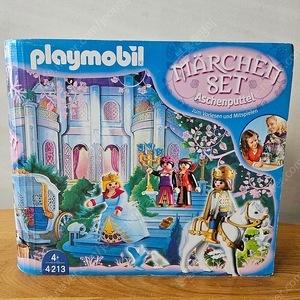 playmobil
MÄRCHEN
SET
Aschenputtel
zum Vorlesen und Mitspielen
4+
4213